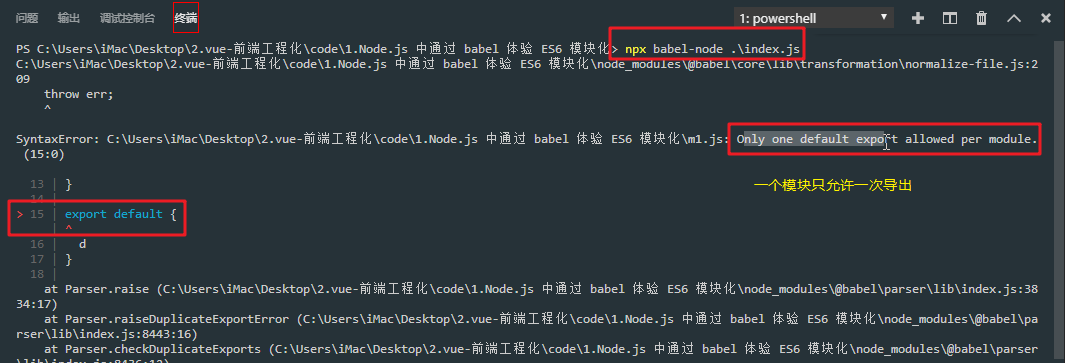 问题 输出 调试控制台 终端 1: powershell
PS C:\Users\iMac\Desktop\2.vue-前端工程化\code\1.Node.js 中通过 babel 体验 ES6 模块化> npx babel-node .\index.js
C:\Users\iMac\Desktop\2.vue-前端工程化\code\1.Node.js 中通过 babel 体验 ES6 模块化\node_modules\@babel\core\lib\transformation\normalize-file.js:2
09
throw err;
^
SyntaxError: C:\Users\iMac\Desktop\2.vue-前端工程化\code\1.Node.js 中通过 babel 体验 ES6 模块化\m1.js: Only one default export allowed per module.
(15:0)
一个模块只允许一次导出
13 | }
14 |
> 15 | export default {
| ^
16 | d
17 | }
18 |
at Parser.raise (C:\Users\iMac\Desktop\2.vue-前端工程化\code\1.Node.js 中通过 babel 体验 ES6 模块化\node_modules\@babel\parser\lib\index.js:38
34:17)
at Parser.raiseDuplicateExportError (C:\Users\iMac\Desktop\2.vue-前端工程化\code\1.Node.js 中通过 babel 体验 ES6 模块化\node_modules\@babel\pa
rser\lib\index.js:8443:16)
at Parser.checkDuplicateExports (C:\Users\iMac\Desktop\2.vue-前端工程化\code\1.Node.js 中通过 babel 体验 ES6 模块化\node_modules\@babel\parser